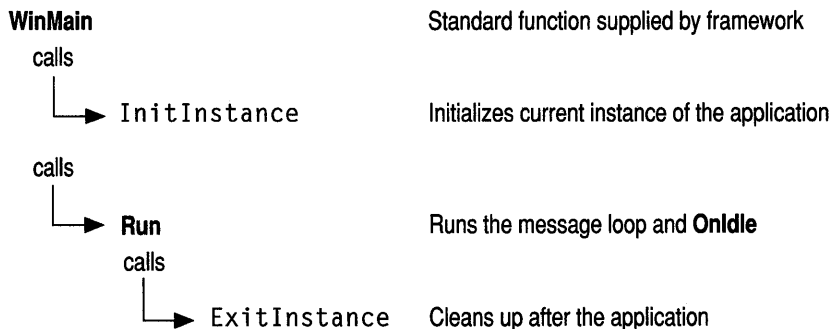 WinMain Standard function supplied by framework
calls
InitInstance Initializes current instance of the application
calls
Run Runs the message loop and OnIdle
calls
ExitInstance Cleans up after the application